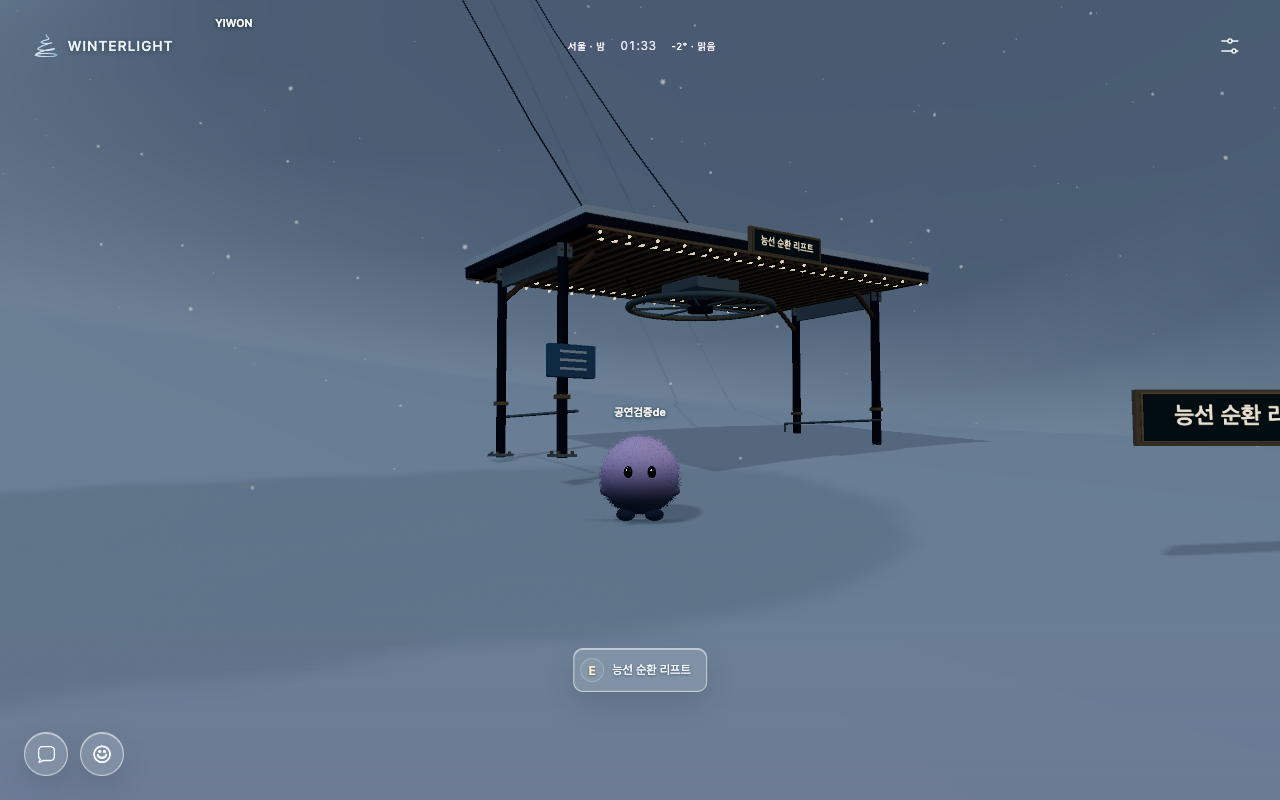 YIWON
WINTERLIGHT
서울 · 밤 01:33 -2° · 맑음
능선 순환 리프트
공연검증de
능선 순환 리
E 능선 순환 리프트